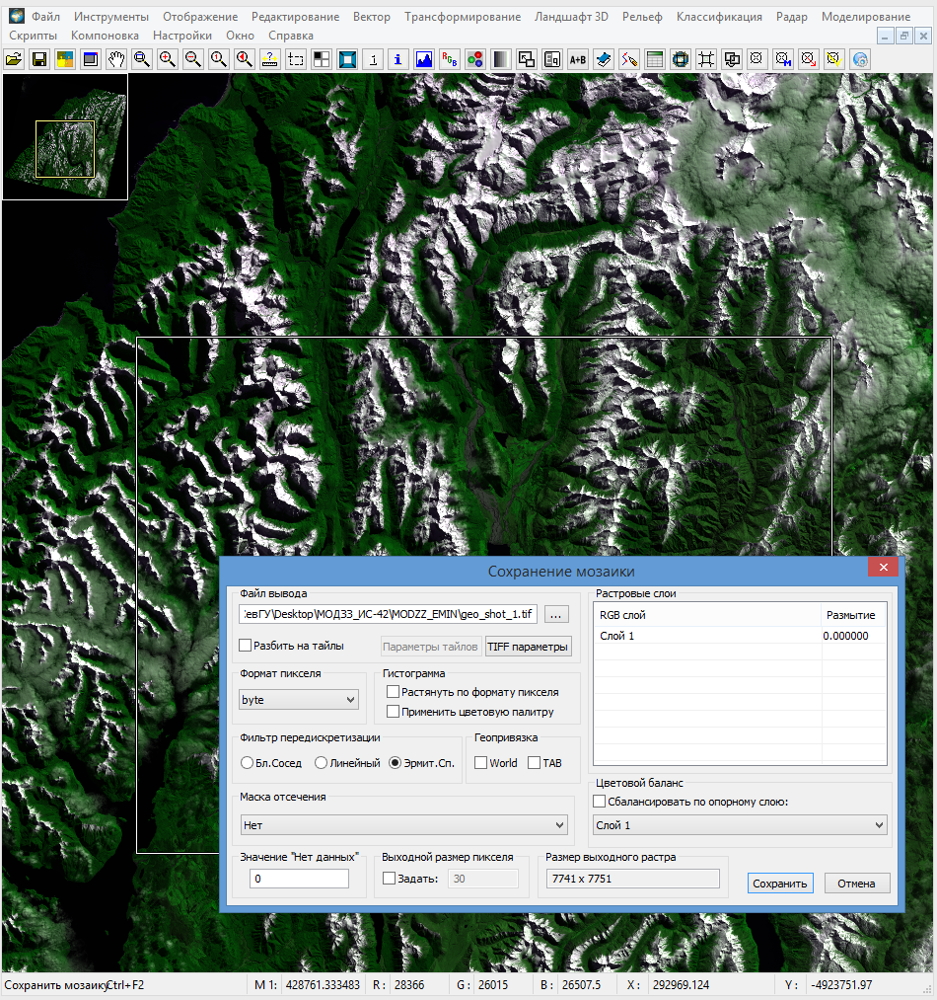 Файл Инструменты Отображение Редактирование Вектор Трансформирование Ландшафт 3D Рельеф Классификация Радар Моделирование
Скрипты Компоновка Настройки Окно Справка
1 i RGB A+B
Сохранение мозаики
Файл вывода
КевГУ\Desktop\МОДЗЗ_ИС-42\MODZZ_EMIN\geo_shot_1.tif ...
Разбить на тайлы Параметры тайлов TIFF параметры
Формат пикселя
byte
Гистограмма
Растянуть по формату пикселя
Применить цветовую палитру
Фильтр передискретизации
Бл.Сосед Линейный Эрмит.Сп.
Геопривязка
World TAB
Маска отсечения
Нет
Значение "Нет данных"
0
Выходной размер пикселя
Задать: 30
Размер выходного растра
7741 x 7751
Растровые слои
RGB слой Размытие
Слой 1 0.000000
Цветовой баланс
Сбалансировать по опорному слою:
Слой 1
Сохранить Отмена
Сохранить мозаикуCtrl+F2 M 1: 428761.333483 R: 28366 G: 26015 B: 26507.5 X: 292969.124 Y: -4923751.97